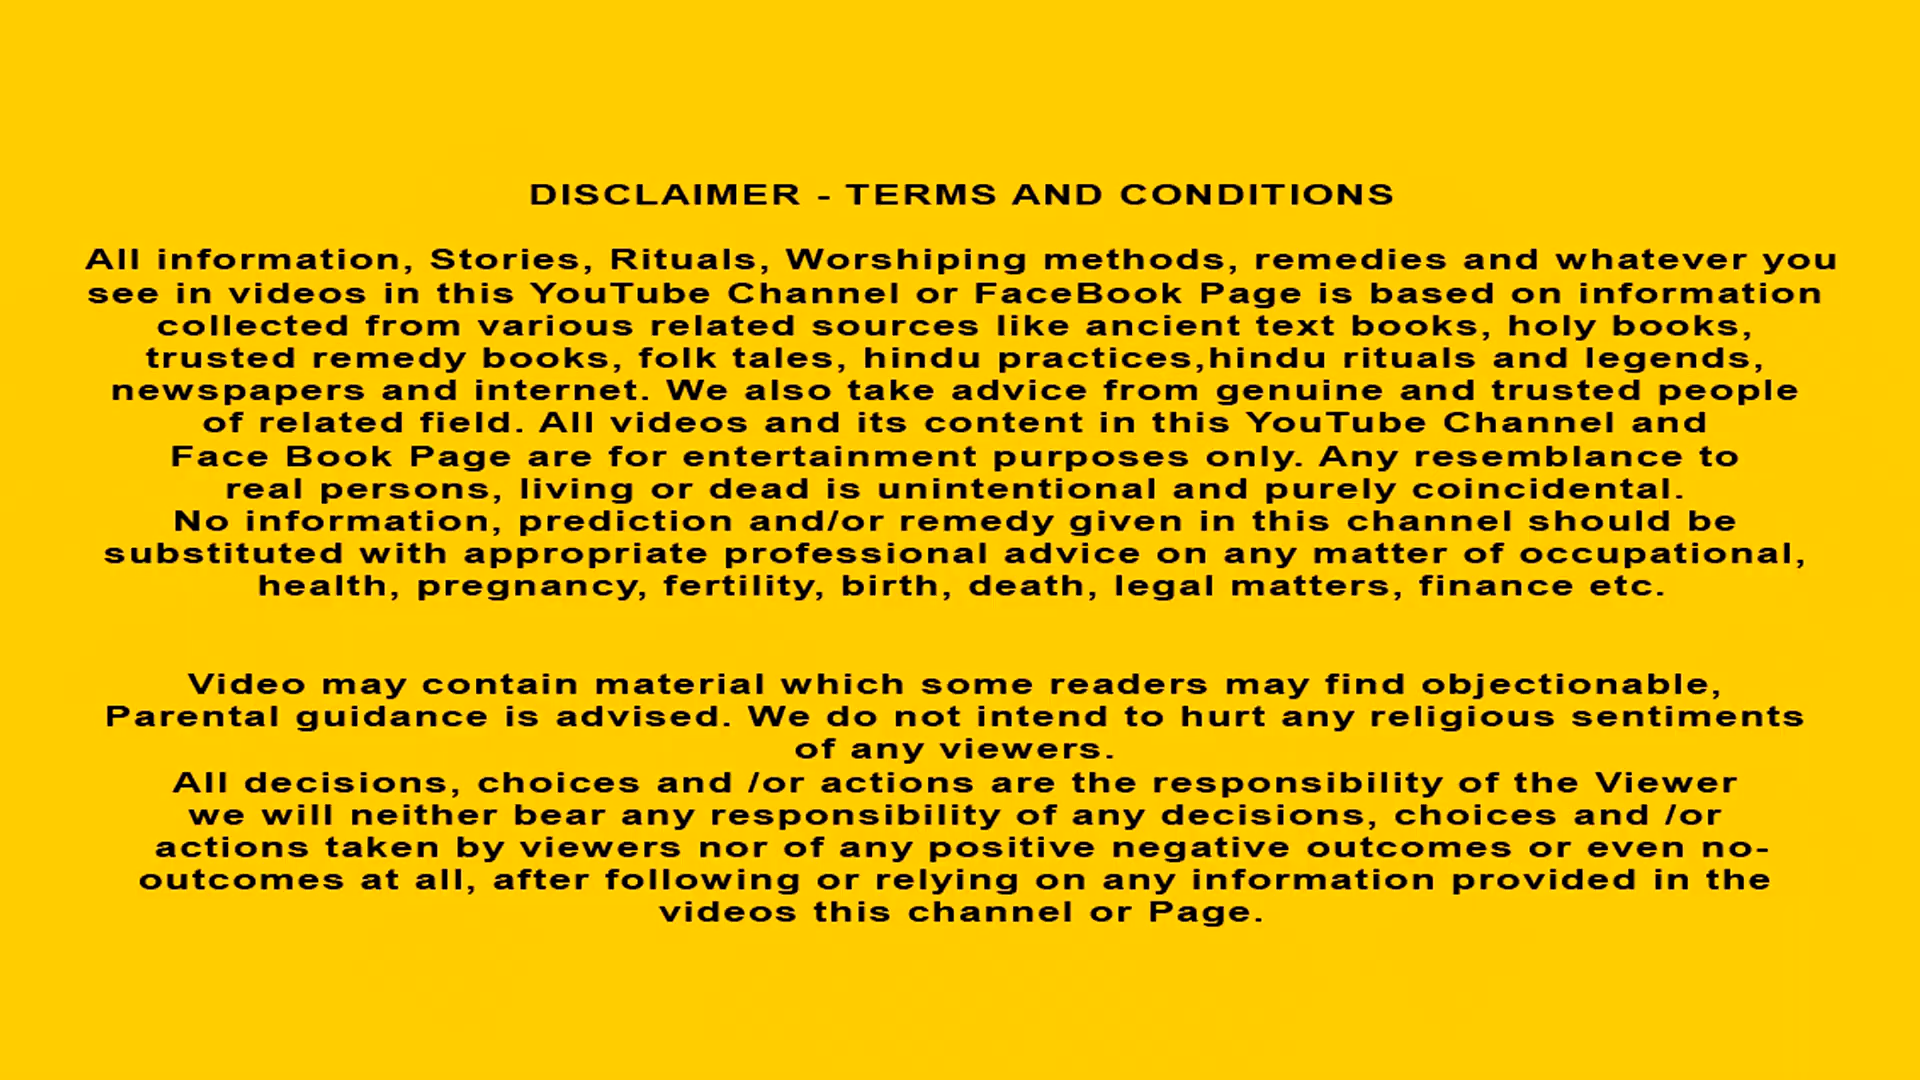 DISCLAIMER - TERMS AND CONDITIONS
All information, Stories, Rituals, Worshiping methods, remedies and whatever you
see in videos in this YouTube Channel or FaceBook Page is based on information
collected from various related sources like ancient text books, holy books,
trusted remedy books, folk tales, hindu practices,hindu rituals and legends,
newspapers and internet. We also take advice from genuine and trusted people
of related field. All videos and its content in this YouTube Channel and
Face Book Page are for entertainment purposes only. Any resemblance to
real persons, living or dead is unintentional and purely coincidental.
No information, prediction and/or remedy given in this channel should be
substituted with appropriate professional advice on any matter of occupational,
health, pregnancy, fertility, birth, death, legal matters, finance etc.
Video may contain material which some readers may find objectionable,
Parental guidance is advised. We do not intend to hurt any religious sentiments
of any viewers.
All decisions, choices and /or actions are the responsibility of the Viewer
we will neither bear any responsibility of any decisions, choices and /or
actions taken by viewers nor of any positive negative outcomes or even no-
outcomes at all, after following or relying on any information provided in the
videos this channel or Page.